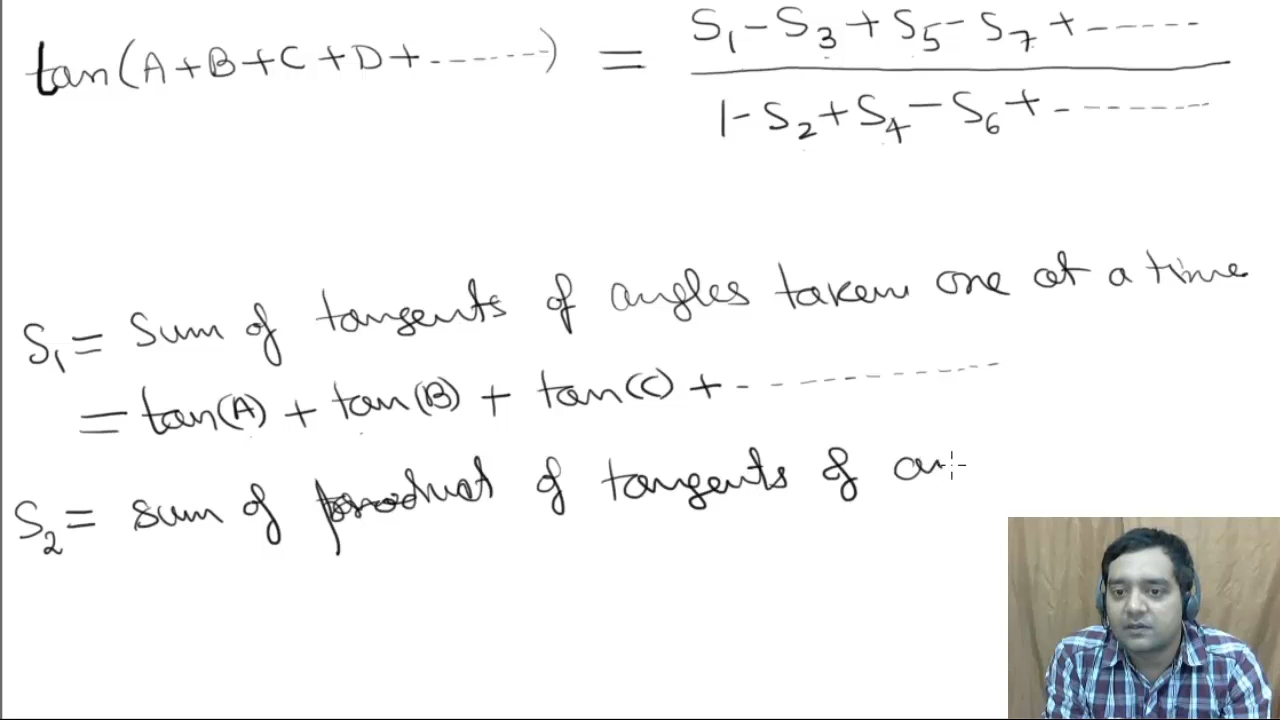 tan(A+B+C+D+.......) = S₁-S₃+S₅-S₇+......
1-S₂+S₄-S₆+........
S₁= Sum of tangents of angles taken one at a time
= tan(A) + tan(B) + tan(C) + ............
S₂= sum of product of tangents of an